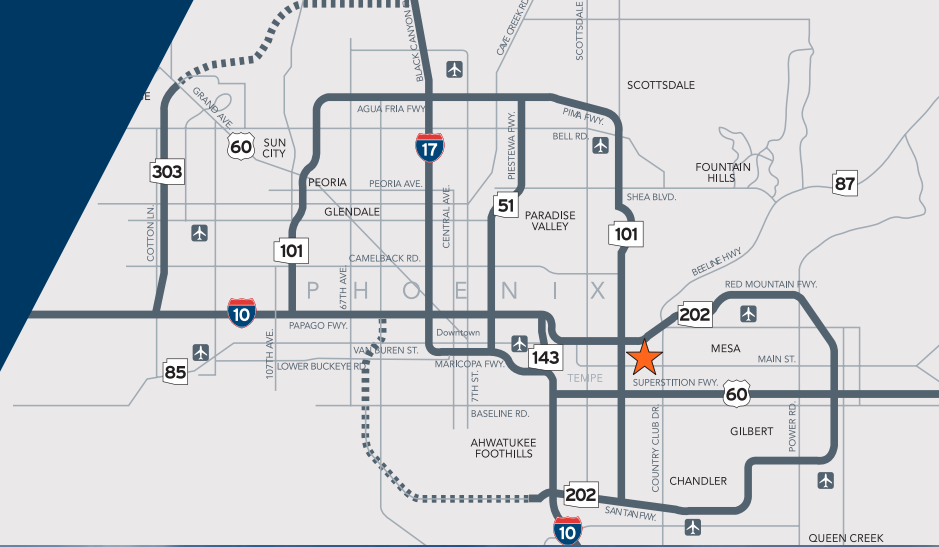 BLACK CANYON
CAVE CREEK RD.
SCOTTSDALE
SCOTTSDALE
GRAND AVE.
AGUA FRIA FWY.
PIMA FWY.
BELL RD.
60
SUN
CITY
17
PIESTEWA FWY.
303
PEORIA
PEORIA AVE.
FOUNTAIN
HILLS
87
SHEA BLVD.
GLENDALE
CENTRAL AVE.
51
PARADISE
VALLEY
COTTON LN.
101
101
CAMELBACK RD.
BEELINE HWY
67TH AVE.
PHOENIX
RED MOUNTAIN FWY.
10
PAPAGO FWY.
Downtown
202
107TH AVE.
VAN BUREN ST.
143
MESA
MAIN ST.
85
LOWER BUCKEYE RD.
MARICOPA FWY.
7TH ST.
TEMPE
SUPERSTITION FWY.
60
BASELINE RD.
COUNTRY CLUB DR.
POWER RD.
GILBERT
AHWATUKEE
FOOTHILLS
CHANDLER
202
SANTAN FWY.
10
QUEEN CREEK